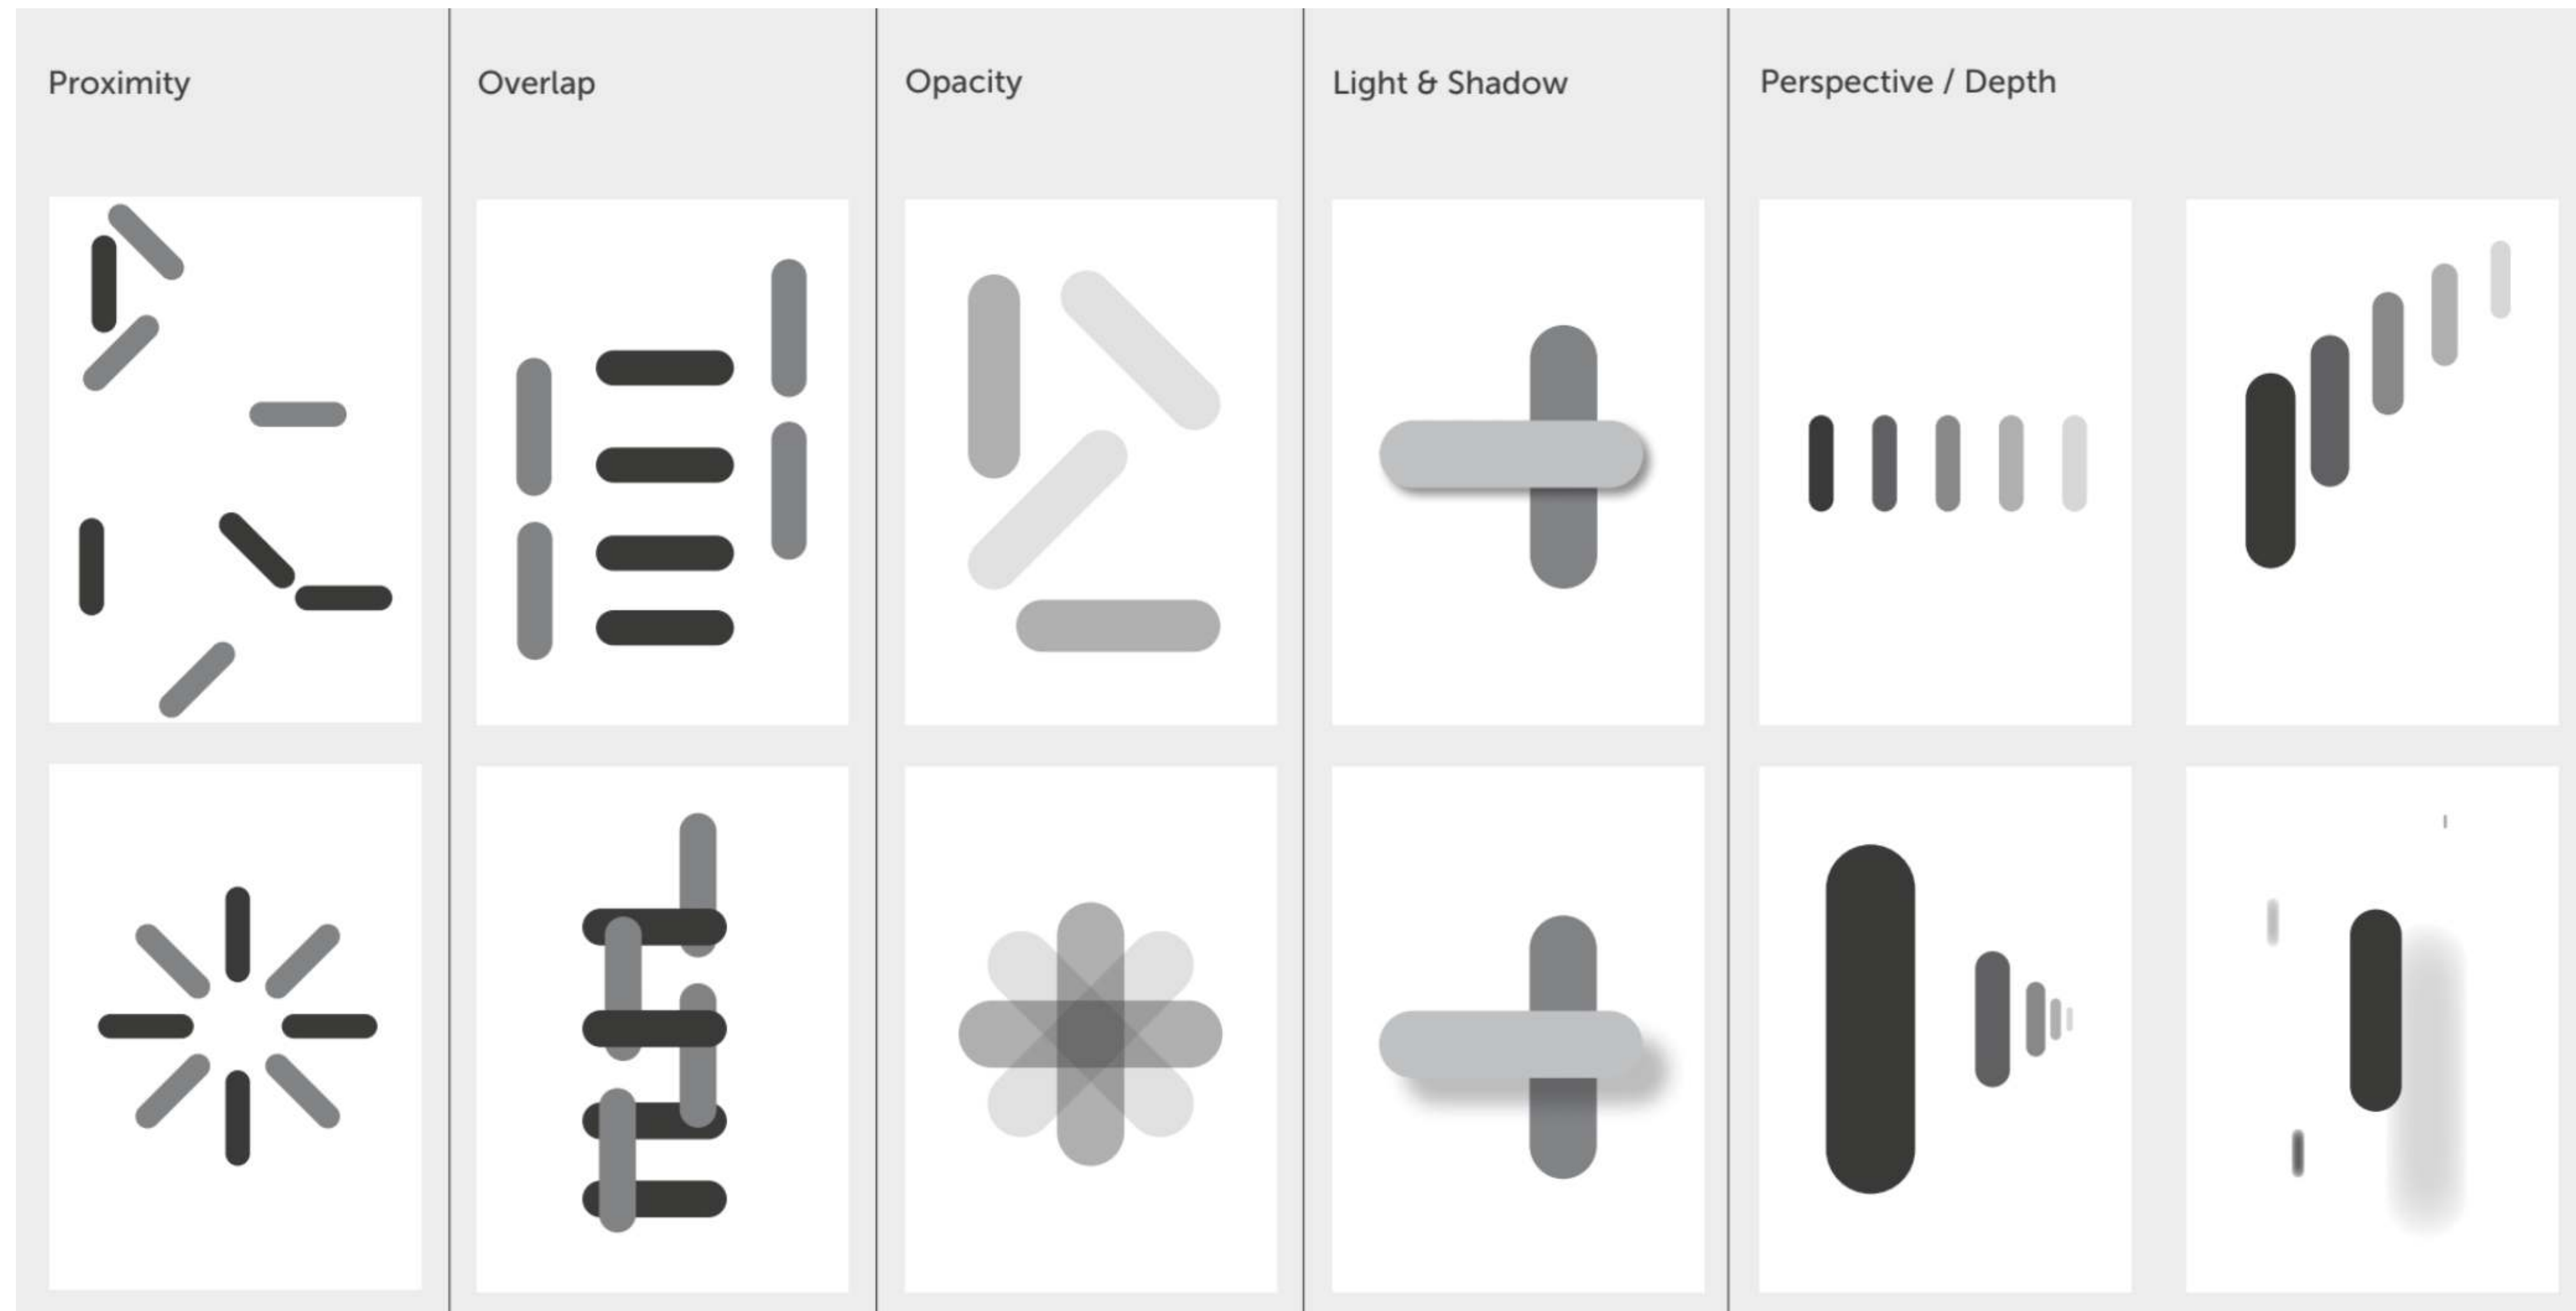 Proximity
Overlap
Opacity
Light & Shadow
Perspective / Depth